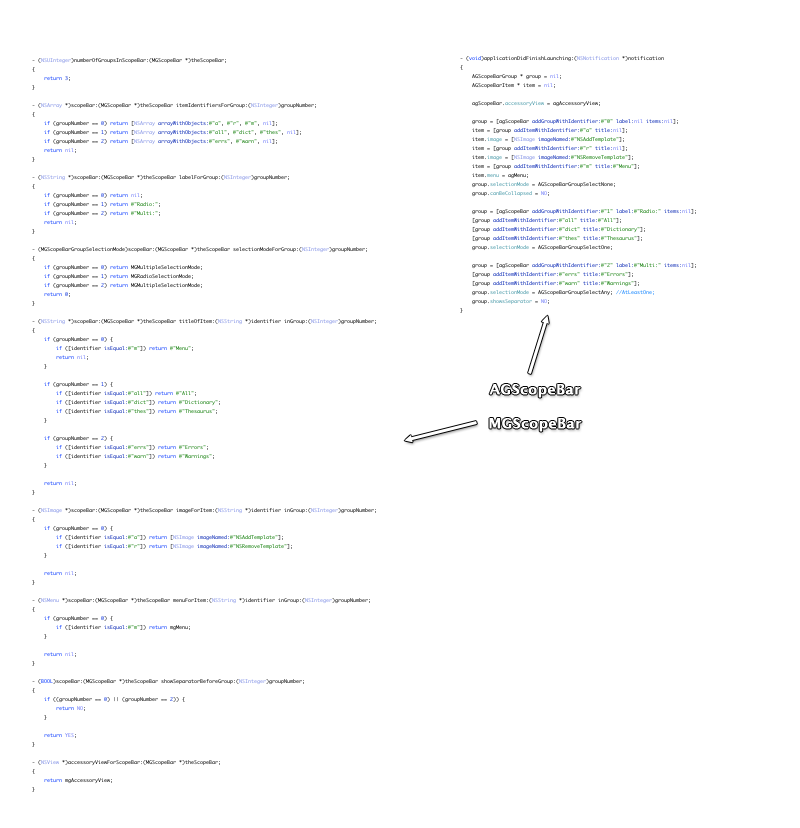 - (NSUInteger)numberOfGroupsInScopeBar:(MGScopeBar *)theScopeBar;
{
return 3;
}
- (NSArray *)scopeBar:(MGScopeBar *)theScopeBar itemIdentifiersForGroup:(NSInteger)groupNumber;
{
if (groupNumber == 0) return [NSArray arrayWithObjects:@"a", @"r", @"m", nil];
if (groupNumber == 1) return [NSArray arrayWithObjects:@"all", @"dict", @"thes", nil];
if (groupNumber == 2) return [NSArray arrayWithObjects:@"errs", @"warn", nil];
return nil;
}
- (NSString *)scopeBar:(MGScopeBar *)theScopeBar labelForGroup:(NSInteger)groupNumber;
{
if (groupNumber == 0) return nil;
if (groupNumber == 1) return @"Radio:";
if (groupNumber == 2) return @"Multi:";
return nil;
}
- (MGScopeBarGroupSelectionMode)scopeBar:(MGScopeBar *)theScopeBar selectionModeForGroup:(NSInteger)groupNumber;
{
if (groupNumber == 0) return MGMultipleSelectionMode;
if (groupNumber == 1) return MGRadioSelectionMode;
if (groupNumber == 2) return MGMultipleSelectionMode;
return 0;
}
- (NSString *)scopeBar:(MGScopeBar *)theScopeBar titleOfItem:(NSString *)identifier inGroup:(NSInteger)groupNumber;
{
if (groupNumber == 0) {
if ([identifier isEqual:@"m"]) return @"Menu";
return nil;
}
if (groupNumber == 1) {
if ([identifier isEqual:@"all"]) return @"All";
if ([identifier isEqual:@"dict"]) return @"Dictionary";
if ([identifier isEqual:@"thes"]) return @"Thesaurus";
}
if (groupNumber == 2) {
if ([identifier isEqual:@"errs"]) return @"Errors";
if ([identifier isEqual:@"warn"]) return @"Warnings";
}
return nil;
}
- (NSImage *)scopeBar:(MGScopeBar *)theScopeBar imageForItem:(NSString *)identifier inGroup:(NSInteger)groupNumber;
{
if (groupNumber == 0) {
if ([identifier isEqual:@"a"]) return [NSImage imageNamed:@"NSAddTemplate"];
if ([identifier isEqual:@"r"]) return [NSImage imageNamed:@"NSRemoveTemplate"];
}
return nil;
}
- (NSMenu *)scopeBar:(MGScopeBar *)theScopeBar menuForItem:(NSString *)identifier inGroup:(NSInteger)groupNumber;
{
if (groupNumber == 0) {
if ([identifier isEqual:@"m"]) return mgMenu;
}
return nil;
}
- (BOOL)scopeBar:(MGScopeBar *)theScopeBar showSeparatorBeforeGroup:(NSInteger)groupNumber;
{
if ((groupNumber == 0) || (groupNumber == 2)) {
return NO;
}
return YES;
}
- (NSView *)accessoryViewForScopeBar:(MGScopeBar *)theScopeBar;
{
return mgAccessoryView;
}
- (void)applicationDidFinishLaunching:(NSNotification *)notification
{
AGScopeBarGroup * group = nil;
AGScopeBarItem * item = nil;
agScopeBar.accessoryView = agAccessoryView;
group = [agScopeBar addGroupWithIdentifier:@"0" label:nil items:nil];
item = [group addItemWithIdentifier:@"a" title:nil];
item.image = [NSImage imageNamed:@"NSAddTemplate"];
item = [group addItemWithIdentifier:@"r" title:nil];
item.image = [NSImage imageNamed:@"NSRemoveTemplate"];
item = [group addItemWithIdentifier:@"m" title:@"Menu"];
item.menu = agMenu;
group.selectionMode = AGScopeBarGroupSelectNone;
group.canBeCollapsed = NO;
group = [agScopeBar addGroupWithIdentifier:@"1" label:@"Radio:" items:nil];
[group addItemWithIdentifier:@"all" title:@"All"];
[group addItemWithIdentifier:@"dict" title:@"Dictionary"];
[group addItemWithIdentifier:@"thes" title:@"Thesaurus"];
group.selectionMode = AGScopeBarGroupSelectOne;
group = [agScopeBar addGroupWithIdentifier:@"2" label:@"Multi:" items:nil];
[group addItemWithIdentifier:@"errs" title:@"Errors"];
[group addItemWithIdentifier:@"warn" title:@"Warnings"];
group.selectionMode = AGScopeBarGroupSelectAny; //AtLeastOne;
group.showsSeparator = NO;
}
AGScopeBar
MGScopeBar